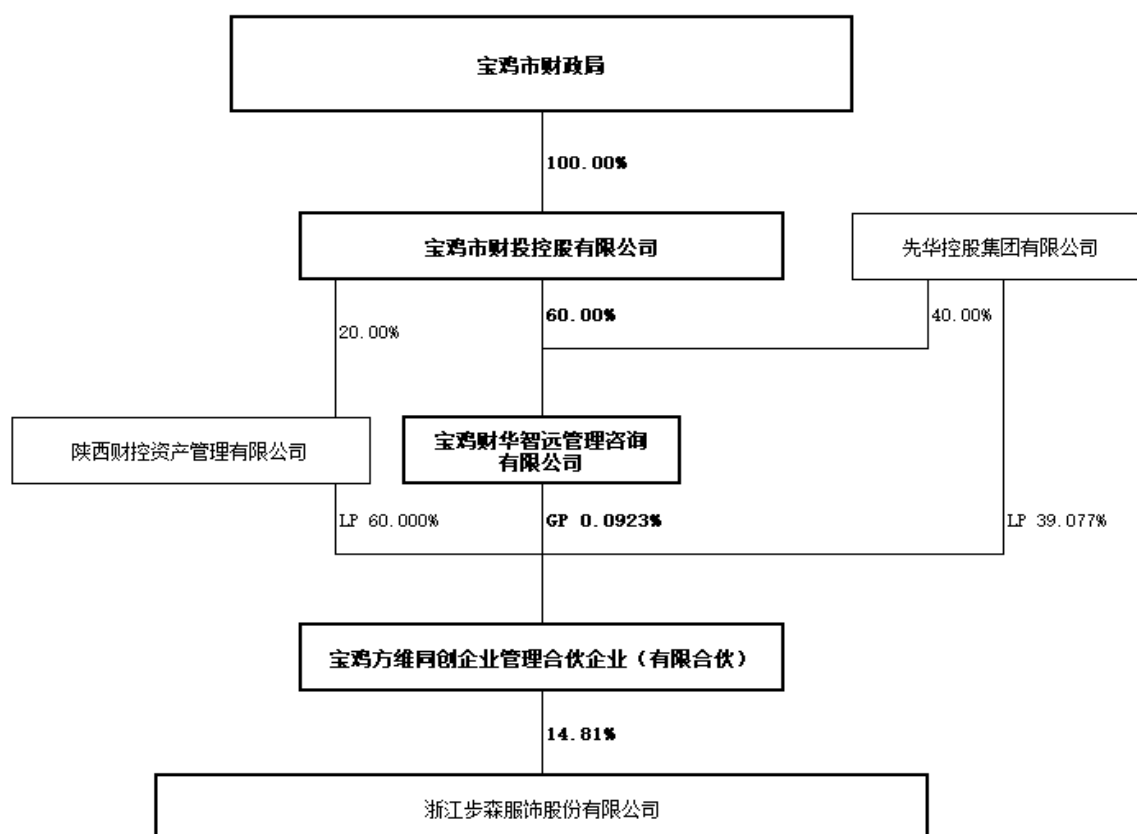 宝鸡市财政局
100.00%
宝鸡市财投控股有限公司
先华控股集团有限公司
20.00%
60.00%
40.00%
陕西财控资产管理有限公司
宝鸡财华智远管理咨询
有限公司
LP 60.000%
GP 0.0923%
LP 39.077%
宝鸡方维同创企业管理合伙企业（有限合伙）
14.81%
浙江步森服饰股份有限公司